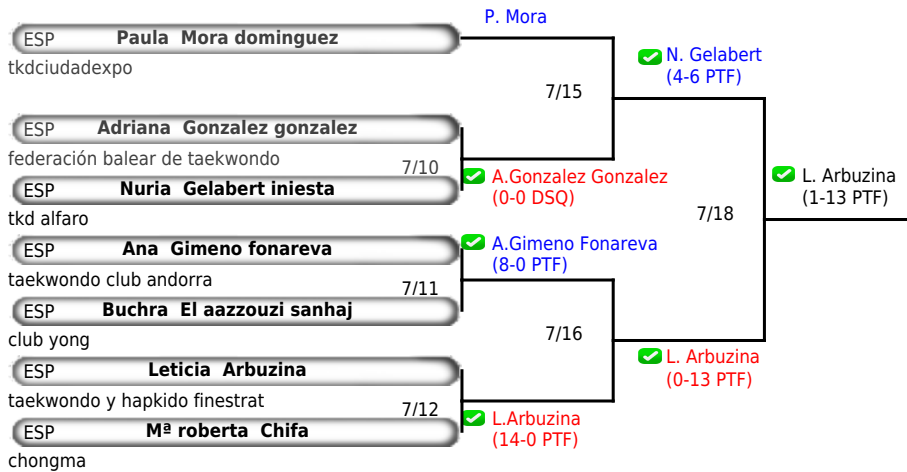 P. Mora
ESP Paula Mora dominguez
tkdciudadexpo
N. Gelabert
(4-6 PTF)
7/15
ESP Adriana Gonzalez gonzalez
federación balear de taekwondo
7/10
A.Gonzalez Gonzalez
(0-0 DSQ)
ESP Nuria Gelabert iniesta
tkd alfaro
L. Arbuzina
(1-13 PTF)
7/18
ESP Ana Gimeno fonareva
taekwondo club andorra
A.Gimeno Fonareva
(8-0 PTF)
7/11
ESP Buchra El aazzouzi sanhaj
club yong
7/16
L. Arbuzina
(0-13 PTF)
ESP Leticia Arbuzina
taekwondo y hapkido finestrat
7/12
L.Arbuzina
(14-0 PTF)
ESP Mª roberta Chifa
chongma